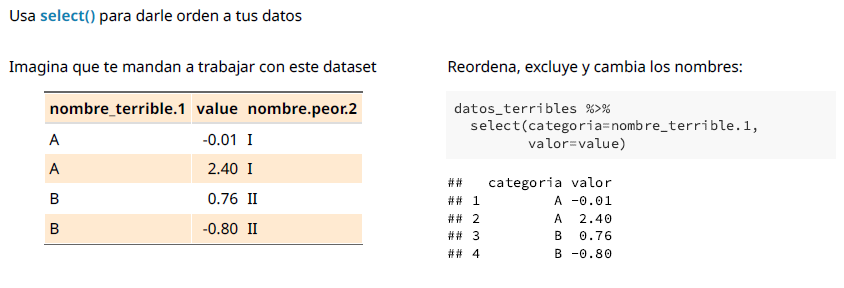 Usa select() para darle orden a tus datos
Imagina que te mandan a trabajar con este dataset
nombre_terrible.1 value nombre.peor.2
A -0.01 I
A 2.40 I
B 0.76 II
B -0.80 II
Reordena, excluye y cambia los nombres:
datos_terribles %>%
  select(categoria=nombre_terrible.1,
         valor=value)
##   categoria valor
## 1         A -0.01
## 2         A  2.40
## 3         B  0.76
## 4         B -0.80